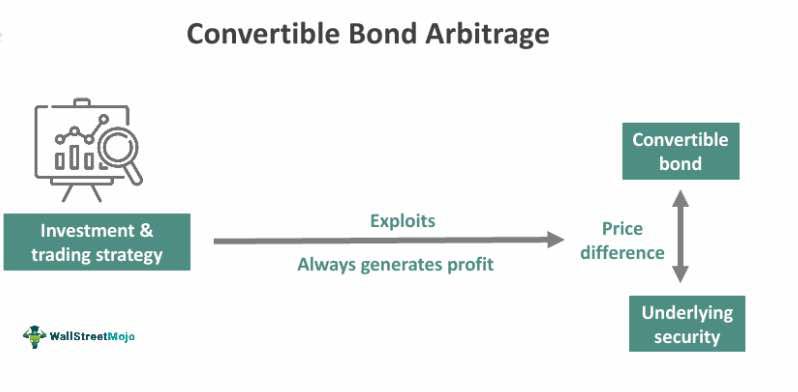 Convertible Bond Arbitrage
Convertible
bond
Investment &
trading strategy
Exploits
Always generates profit
Price
difference
Underlying
security
WallStreetMojo